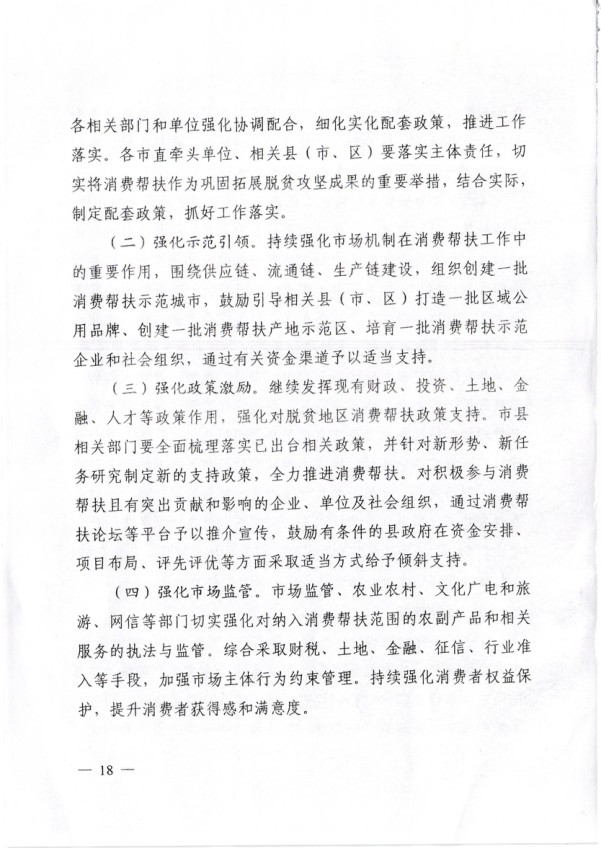 各相关部门和单位强化协调配合，细化实化配套政策，推进工作
落实。各市直牵头单位、相关县（市、区）要落实主体责任，切
实将消费帮扶作为巩固拓展脱贫攻坚成果的重要举措，结合实际，
制定配套政策，抓好工作落实。
（二）强化示范引领。持续强化市场机制在消费帮扶工作中
的重要作用，围绕供应链、流通链、生产链建设，组织创建一批
消费帮扶示范城市，鼓励引导相关县（市、区）打造一批区域公
用品牌、创建一批消费帮扶产地示范区、培育一批消费帮扶示范
企业和社会组织，通过有关资金渠道予以适当支持。
（三）强化政策激励。继续发挥现有财政、投资、土地、金
融、人才等政策作用，强化对脱贫地区消费帮扶政策支持。市县
相关部门要全面梳理落实已出台相关政策，并针对新形势、新任
务研究制定新的支持政策，全力推进消费帮扶。对积极参与消费
帮扶且有突出贡献和影响的企业、单位及社会组织，通过消费帮
扶论坛等平台予以推介宣传，鼓励有条件的县政府在资金安排、
项目布局、评先评优等方面采取适当方式给予倾斜支持。
（四）强化市场监管。市场监管、农业农村、文化广电和旅
游、网信等部门切实强化对纳入消费帮扶范围的农副产品和相关
服务的执法与监管。综合采取财税、土地、金融、征信、行业准
入等手段，加强市场主体行为约束管理。持续强化消费者权益保
护，提升消费者获得感和满意度。
— 18 —